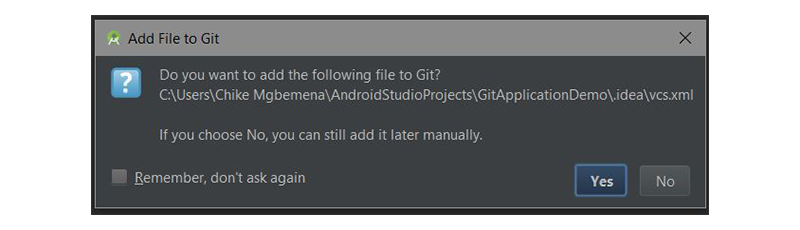 Add File to Git
?
Do you want to add the following file to Git?
C:\Users\Chike Mgbemena\AndroidStudioProjects\GitApplicationDemo\.idea\vcs.xml
If you choose No, you can still add it later manually.
Remember, don't ask again
Yes
No